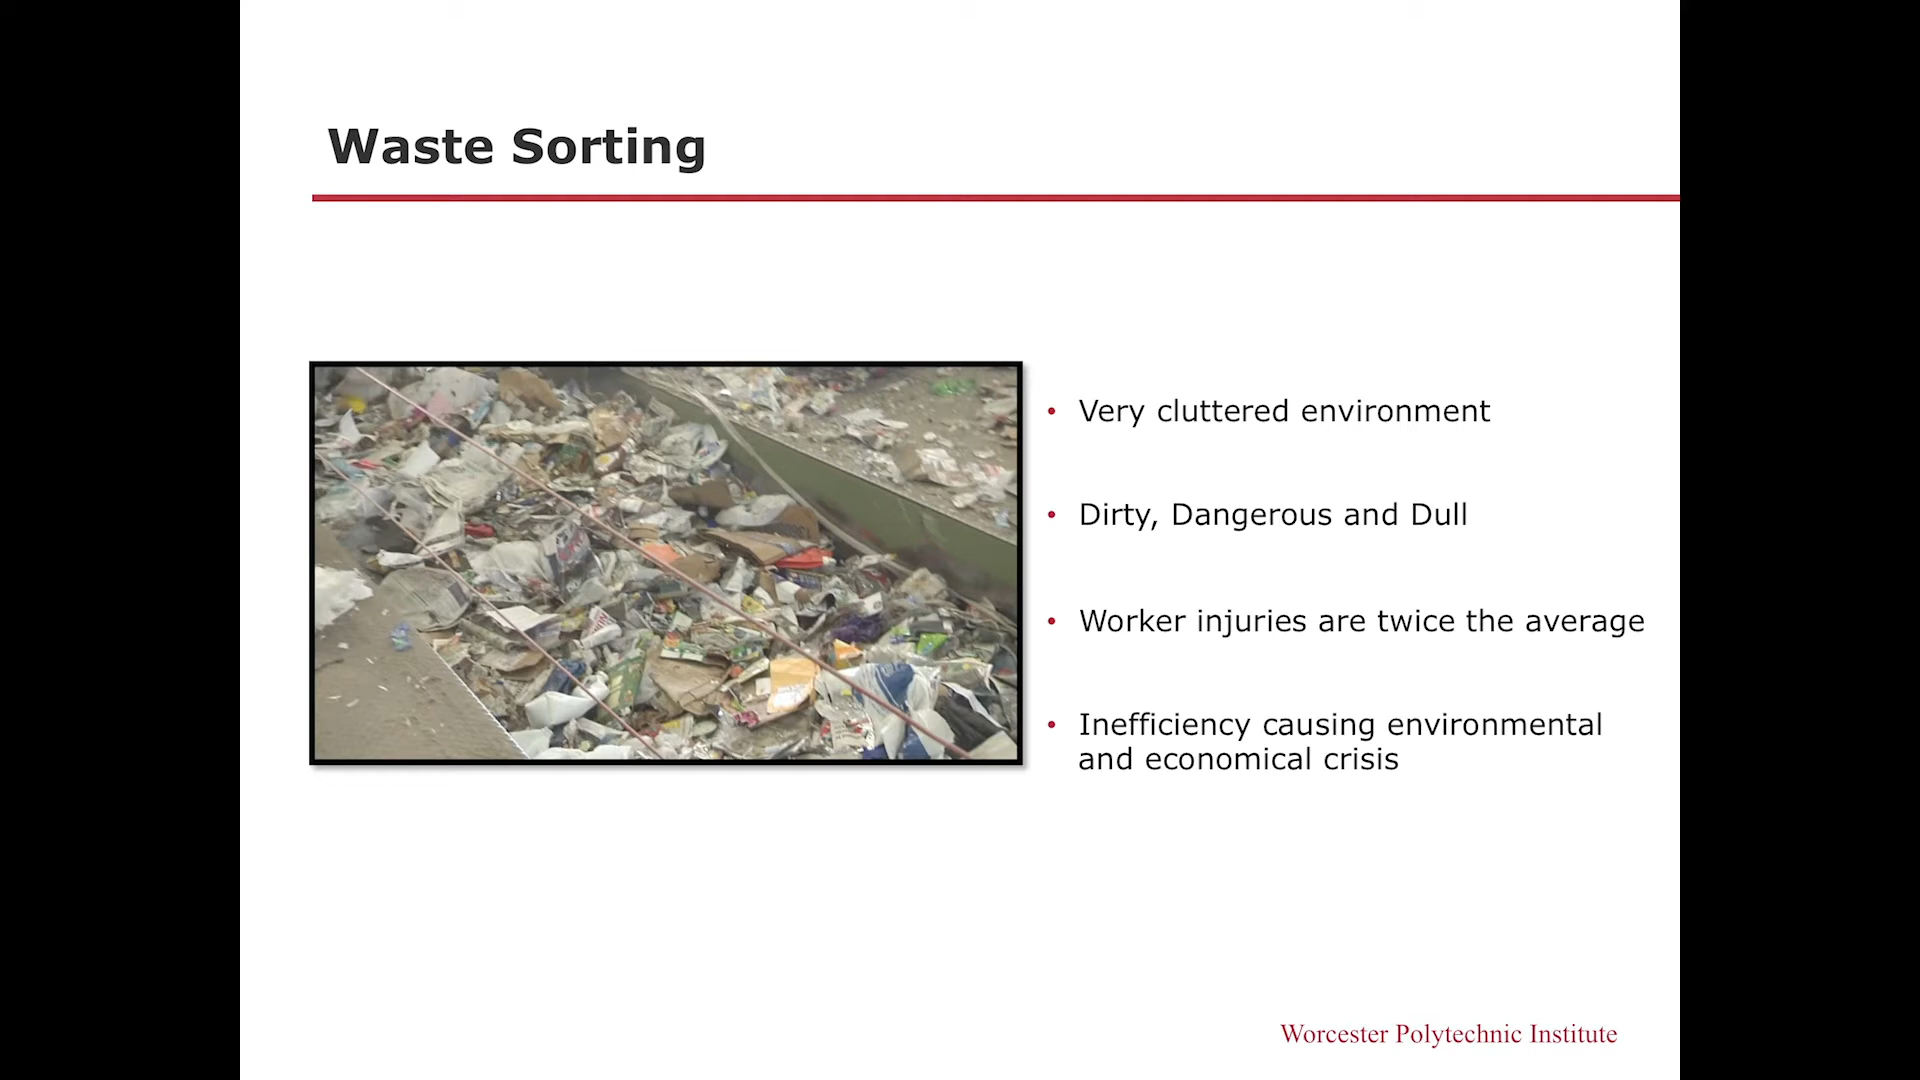 Waste Sorting
• Very cluttered environment
• Dirty, Dangerous and Dull
• Worker injuries are twice the average
• Inefficiency causing environmental
and economical crisis
Worcester Polytechnic Institute